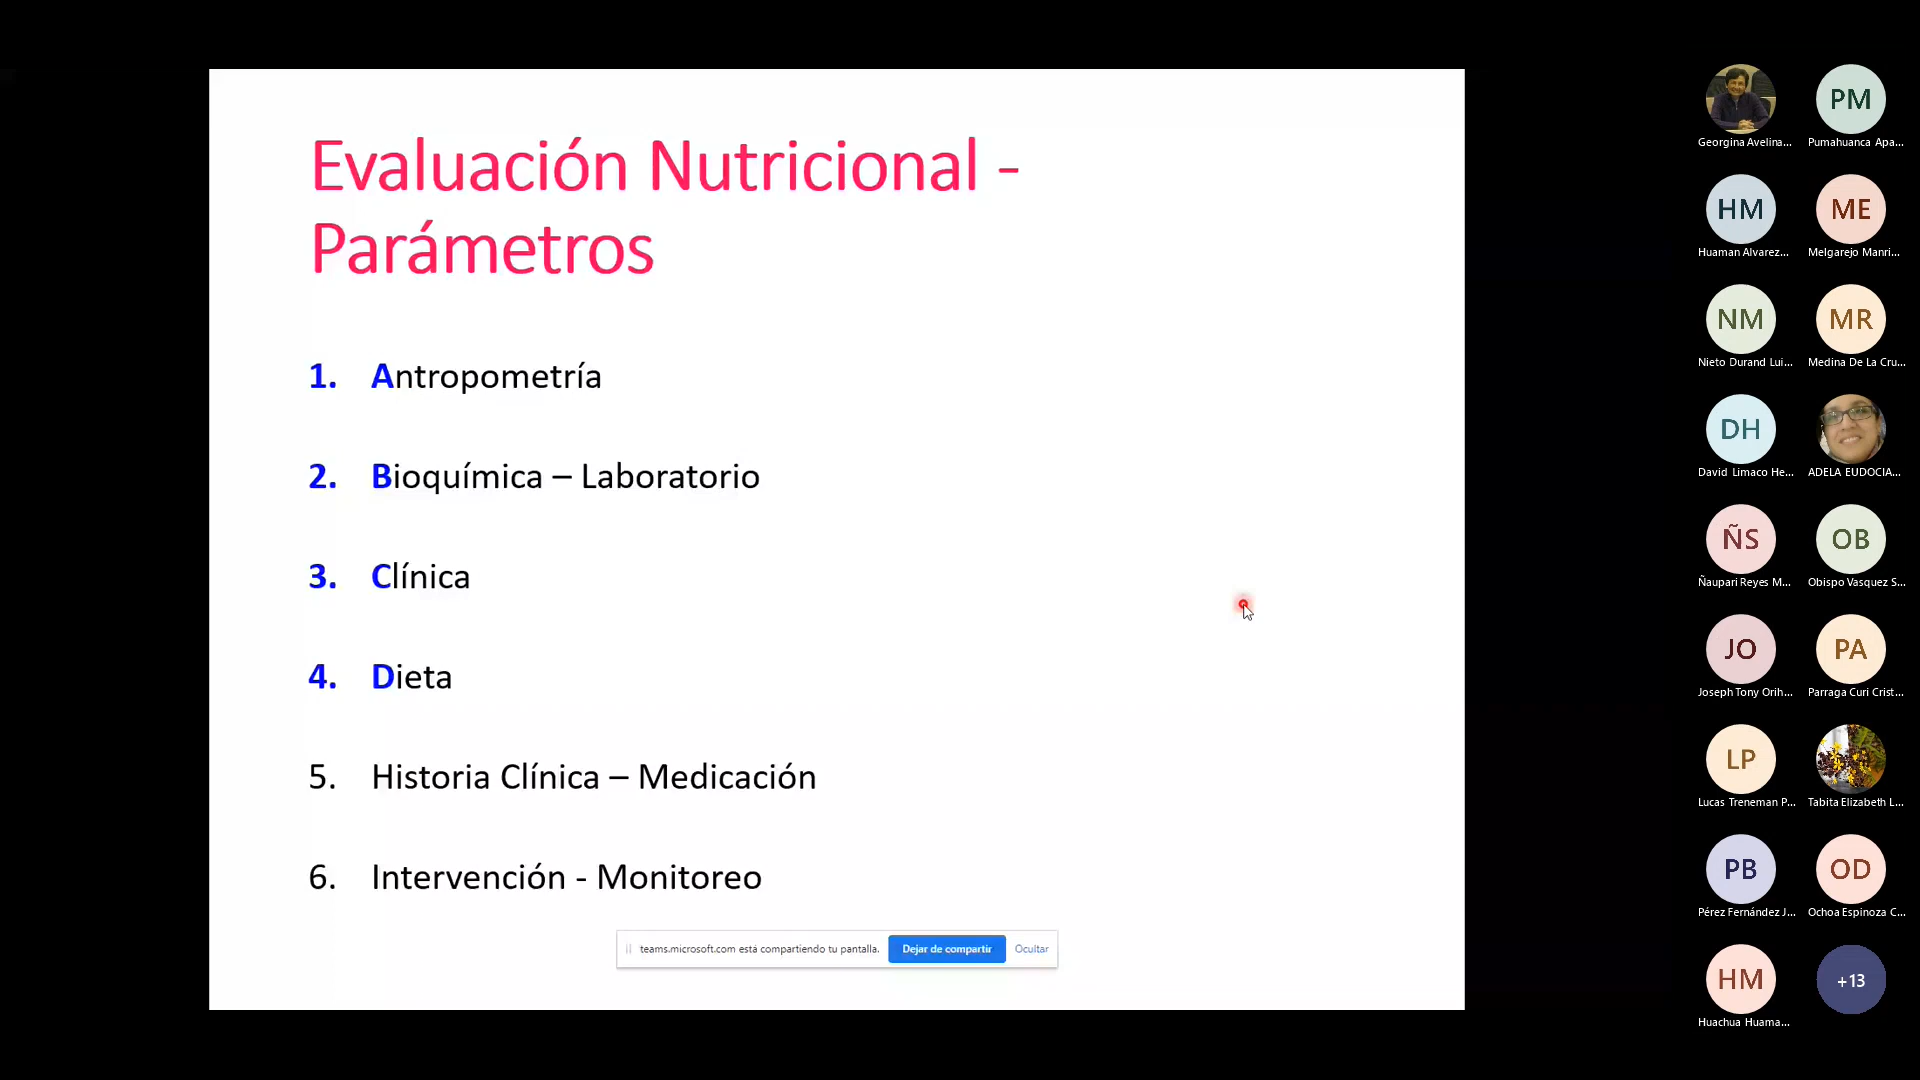 Evaluación Nutricional -
Parámetros
1. Antropometría
2. Bioquímica – Laboratorio
3. Clínica
4. Dieta
5. Historia Clínica – Medicación
6. Intervención - Monitoreo
teams.microsoft.com está compartiendo tu pantalla. Dejar de compartir Ocultar
PM
Georgina Avelina... Pumahuanca Apa...
HM ME
Huaman Alvarez... Melgarejo Manri...
NM MR
Nieto Durand Lui... Medina De La Cru...
DH
David Limaco He... ADELA EUDOCIA...
ÑS OB
Ñaupari Reyes M... Obispo Vasquez S...
JO PA
Joseph Tony Orih... Parraga Curi Crist...
LP
Lucas Treneman P... Tabita Elizabeth L...
PB OD
Pérez Fernández J... Ochoa Espinoza C...
HM +13
Huachua Huama...